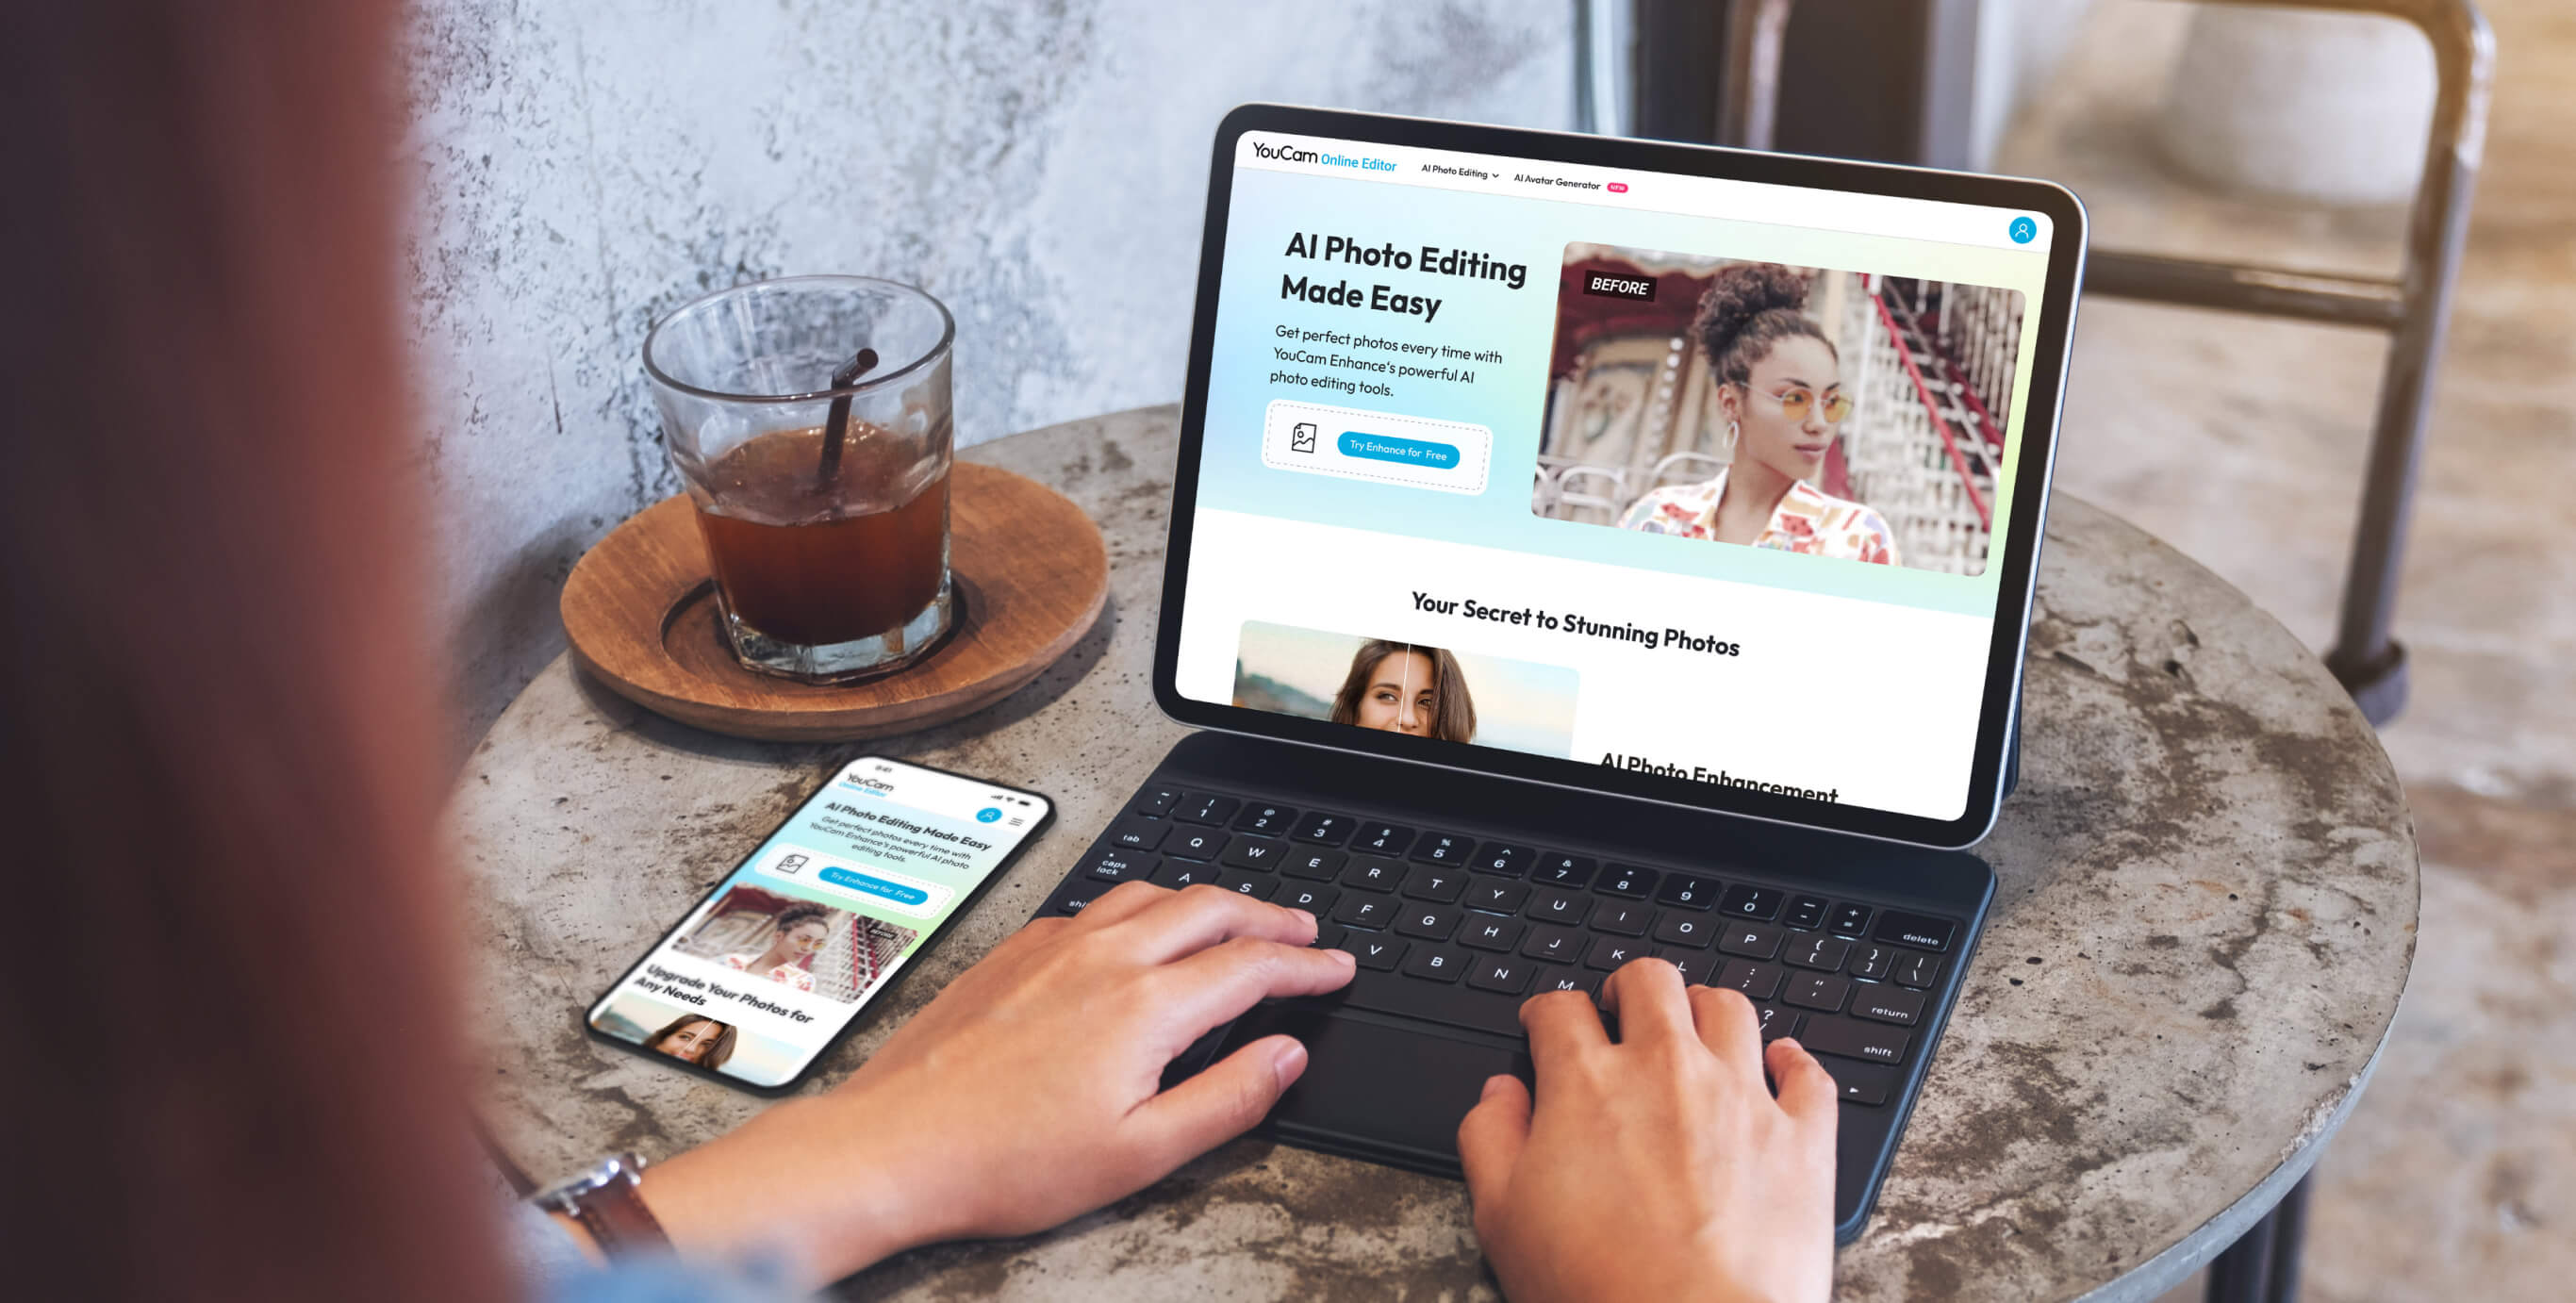 YouCam Online Editor
AI Photo Editing
AI Avatar Generator NEW
AI Photo Editing
Made Easy
BEFORE
Get perfect photos every time with
YouCam Enhance's powerful AI
photo editing tools.
Try Enhance for Free
Your Secret to Stunning Photos
AI Photo Enhancement
YouCam
Online Editor
AI Photo Editing Made Easy
Get perfect photos every time with
YouCam Enhance's powerful AI photo
editing tools.
Try Enhance for Free
Upgrade Your Photos for
Any Needs
~ ! @ # $ % ^ & * ( ) _ +
` 1 2 3 4 5 6 7 8 9 0 - = delete
tab Q W E R T Y U I O P { [ } ] | \
caps lock A S D F G H J K L : ; " ' return
shi V B N M ? / shift